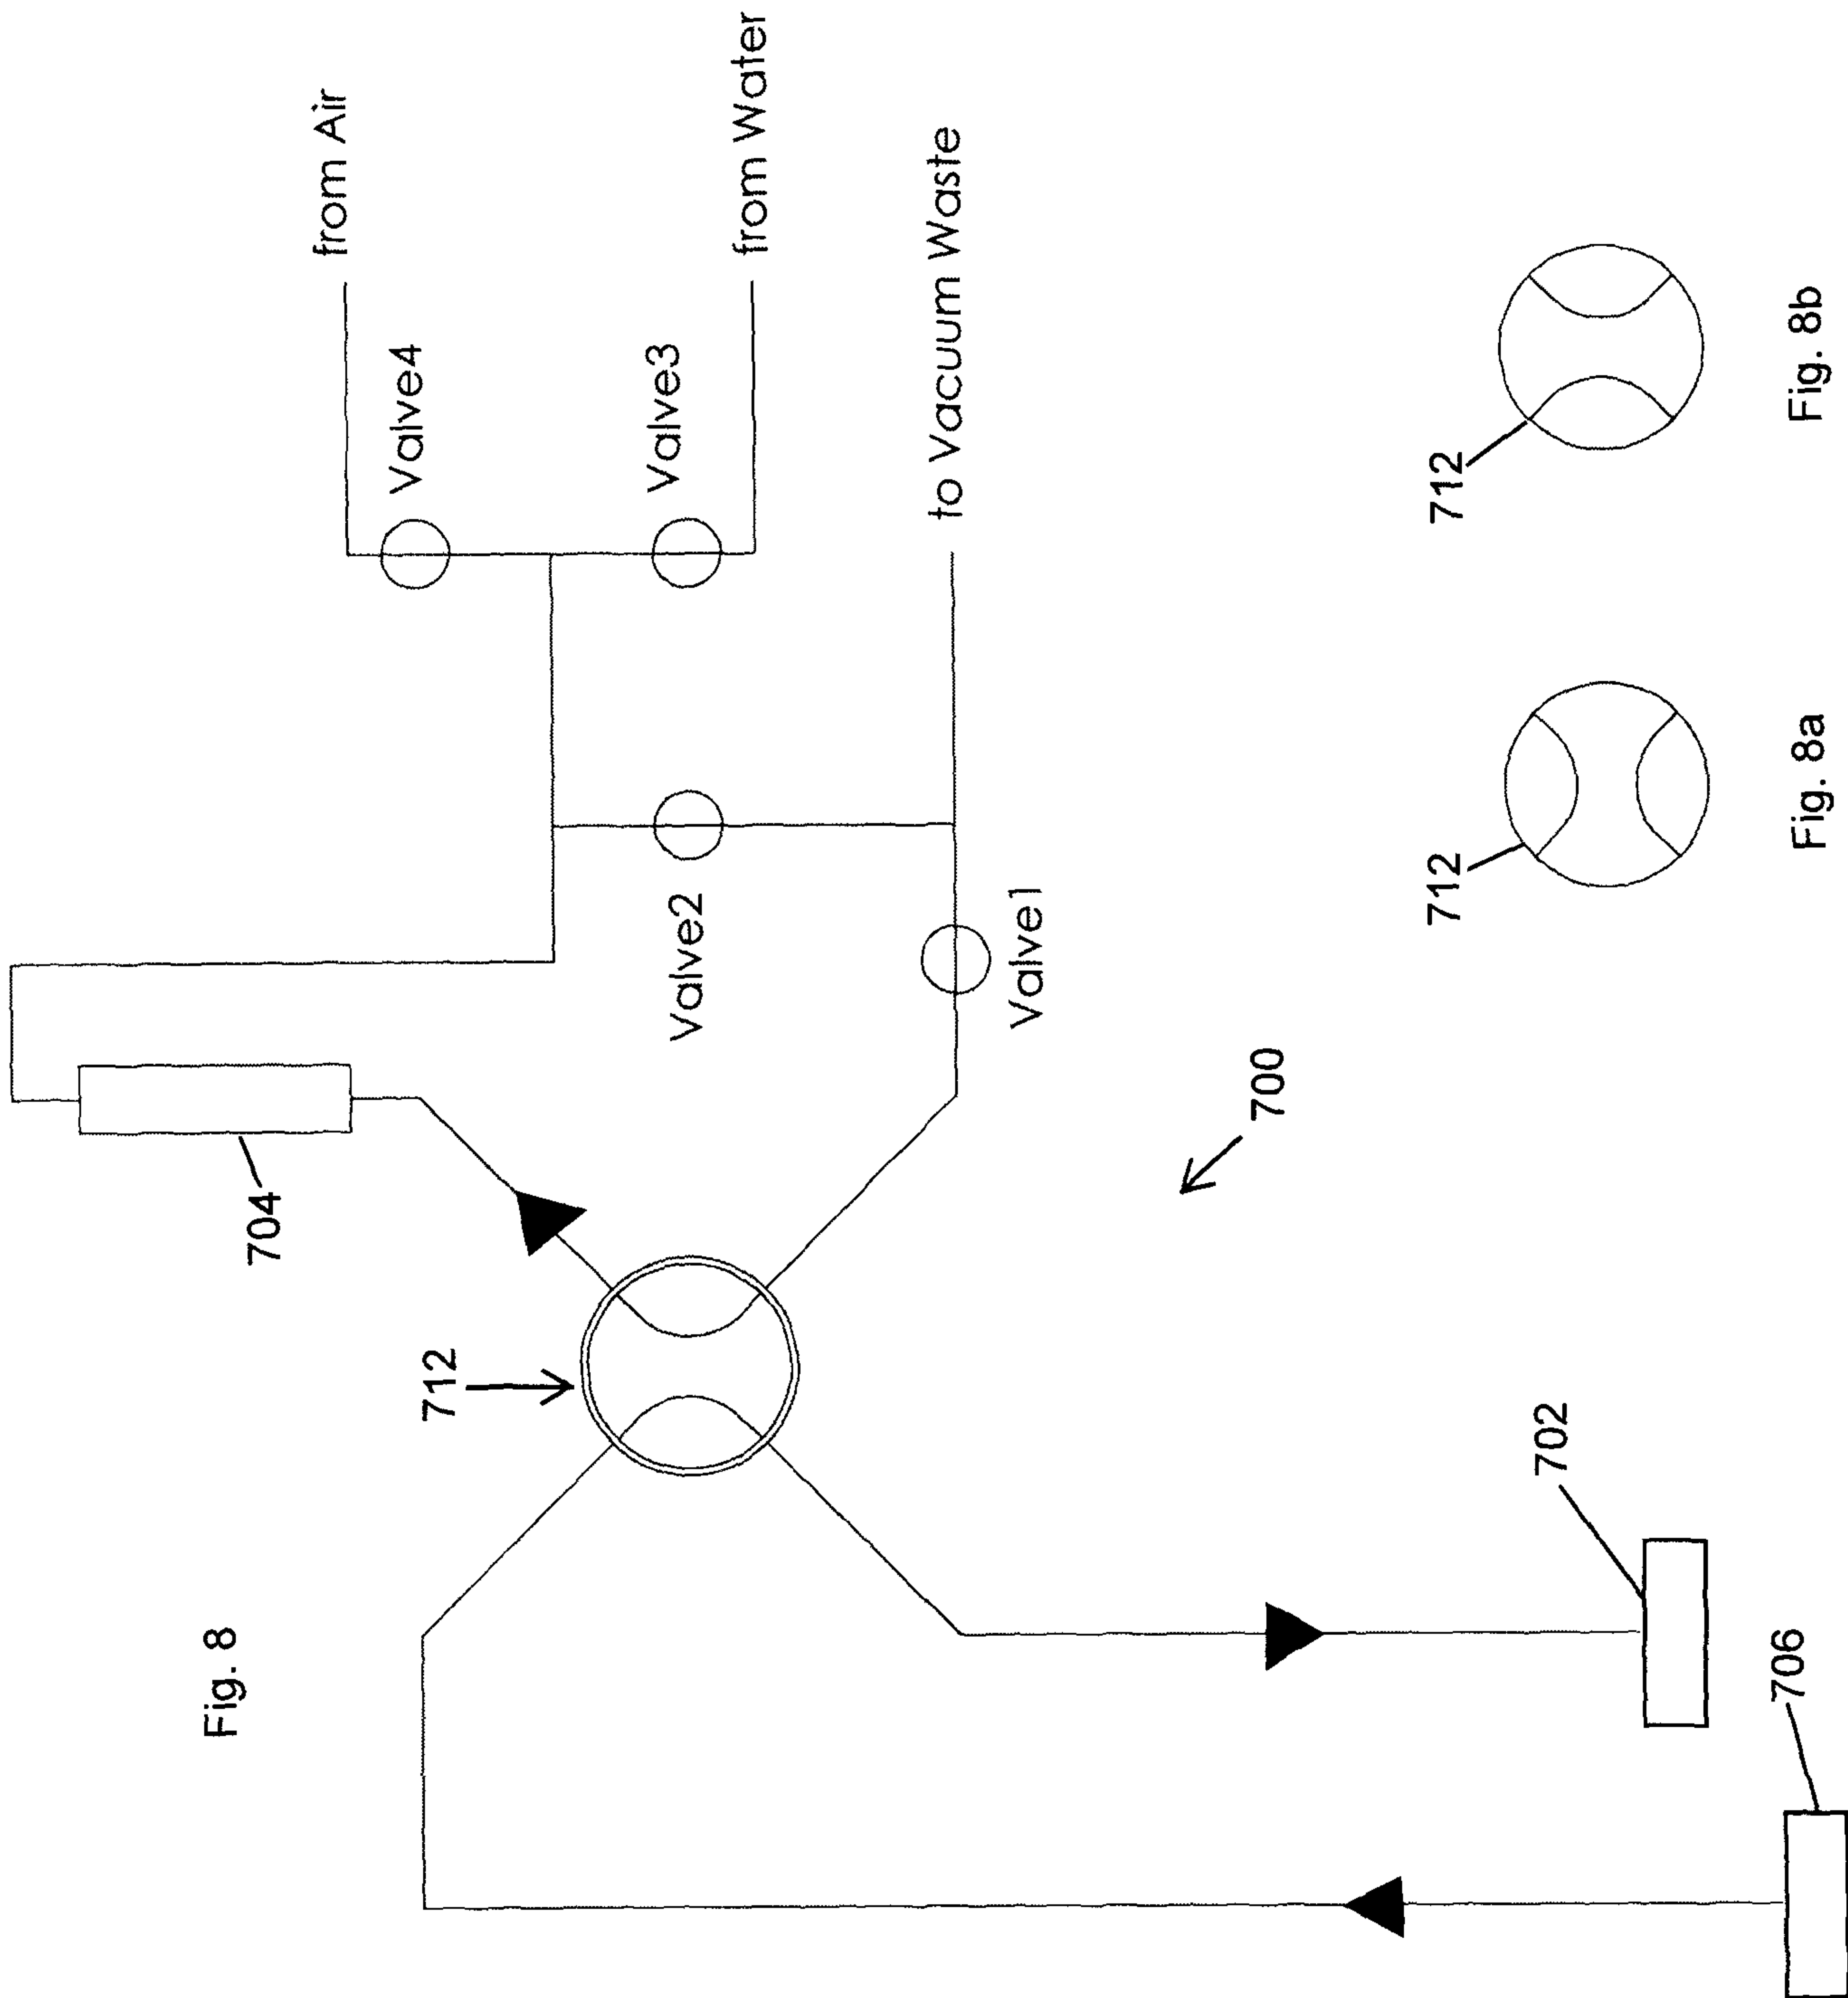 Fig. 8
from Air
Valve4
Valve3
from Water
704
712
Valve2
to Vacuum Waste
Valve1
700
702
706
712
712
Fig. 8a
Fig. 8b